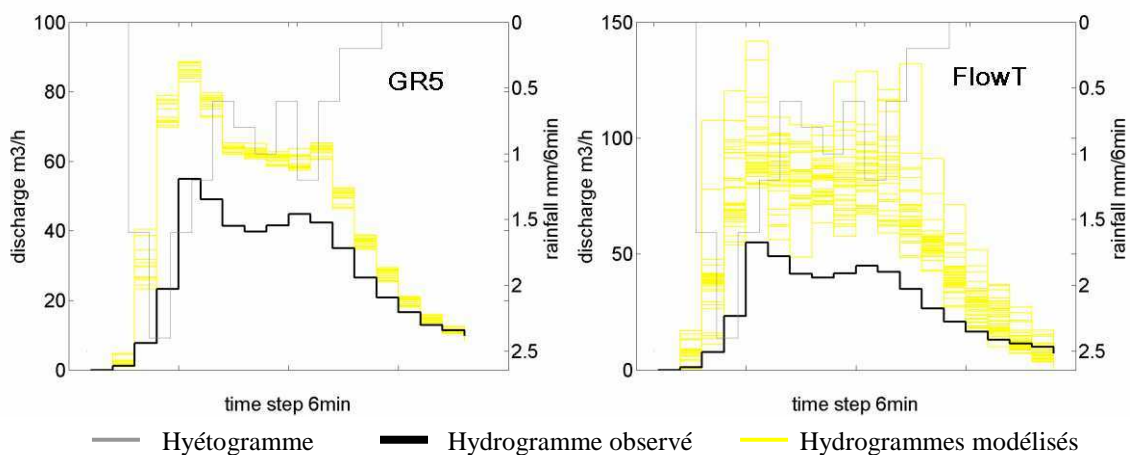 100
80
60
40
20
0
discharge m3/h
GR5
0
0.5
1
1.5
2
2.5
rainfall mm/6min
time step 6min
150
100
50
0
discharge m3/h
FlowT
0
0.5
1
1.5
2
2.5
rainfall mm/6min
time step 6min
Hyétogramme
Hydrogramme observé
Hydrogrammes modélisés